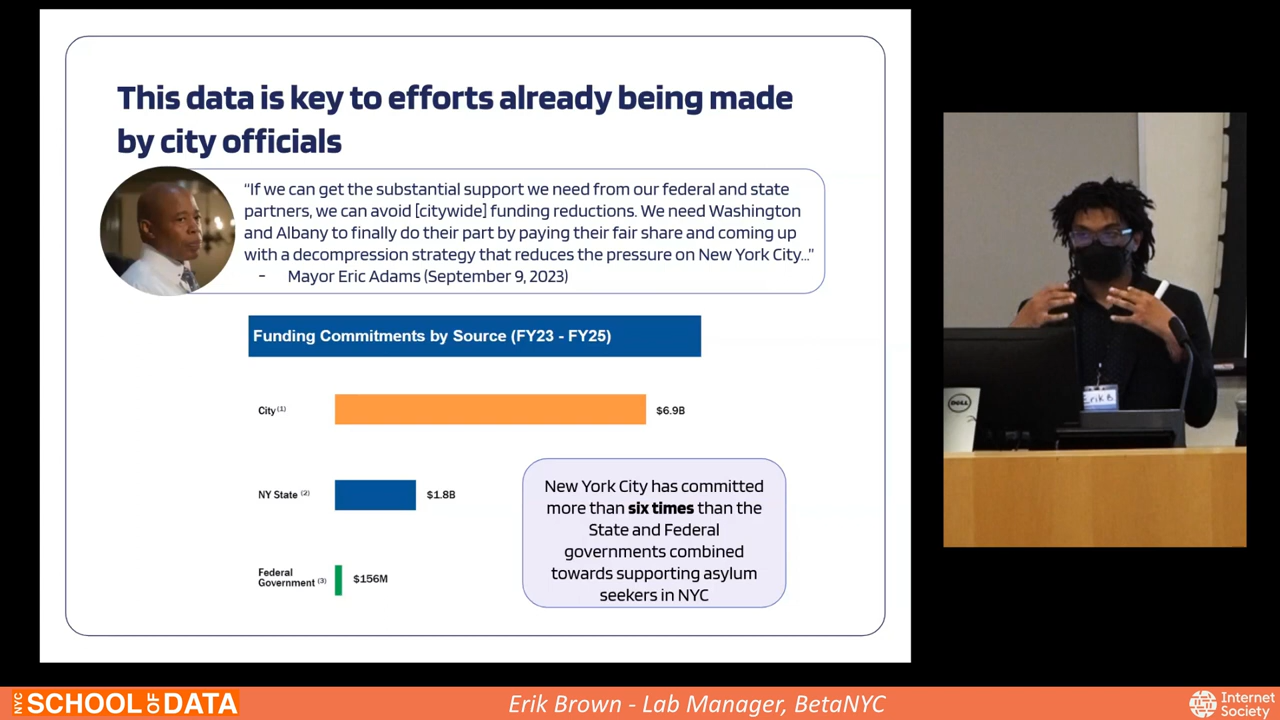 This data is key to efforts already being made
by city officials
“If we can get the substantial support we need from our federal and state
partners, we can avoid [citywide] funding reductions. We need Washington
and Albany to finally do their part by paying their fair share and coming up
with a decompression strategy that reduces the pressure on New York City...”
- Mayor Eric Adams (September 9, 2023)
Funding Commitments by Source (FY23 - FY25)
City (1)
$6.9B
NY State (2)
$1.8B
Federal
Government (3)
$156M
New York City has committed
more than six times than the
State and Federal
governments combined
towards supporting asylum
seekers in NYC
DELL
Erik B
NYC SCHOOL OF DATA
Erik Brown - Lab Manager, BetaNYC
Internet
Society